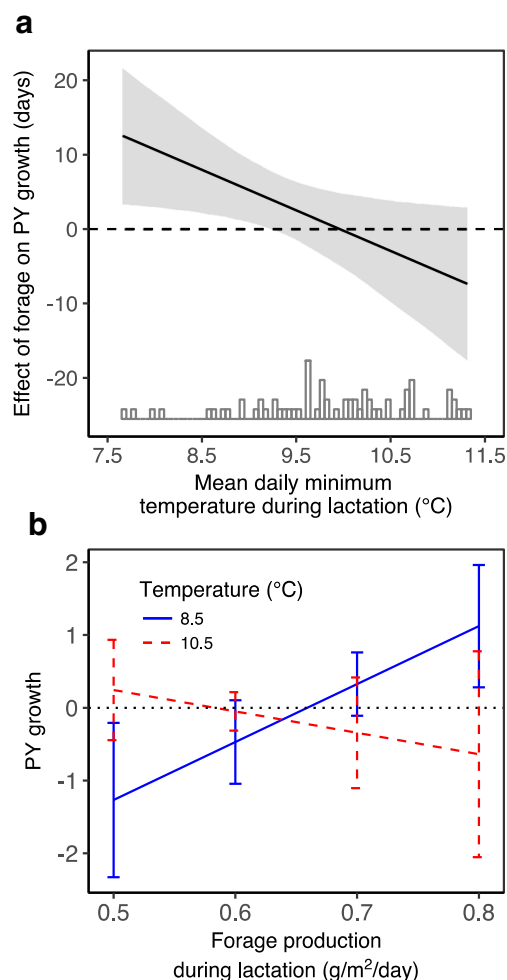 a
Effect of forage on PY growth (days)
20
10
0
-10
-20
7.5 8.5 9.5 10.5 11.5
Mean daily minimum
temperature during lactation (°C)
b
PY growth
2
1
0
-1
-2
Temperature (°C)
8.5
10.5
0.5 0.6 0.7 0.8
Forage production
during lactation (g/m²/day)